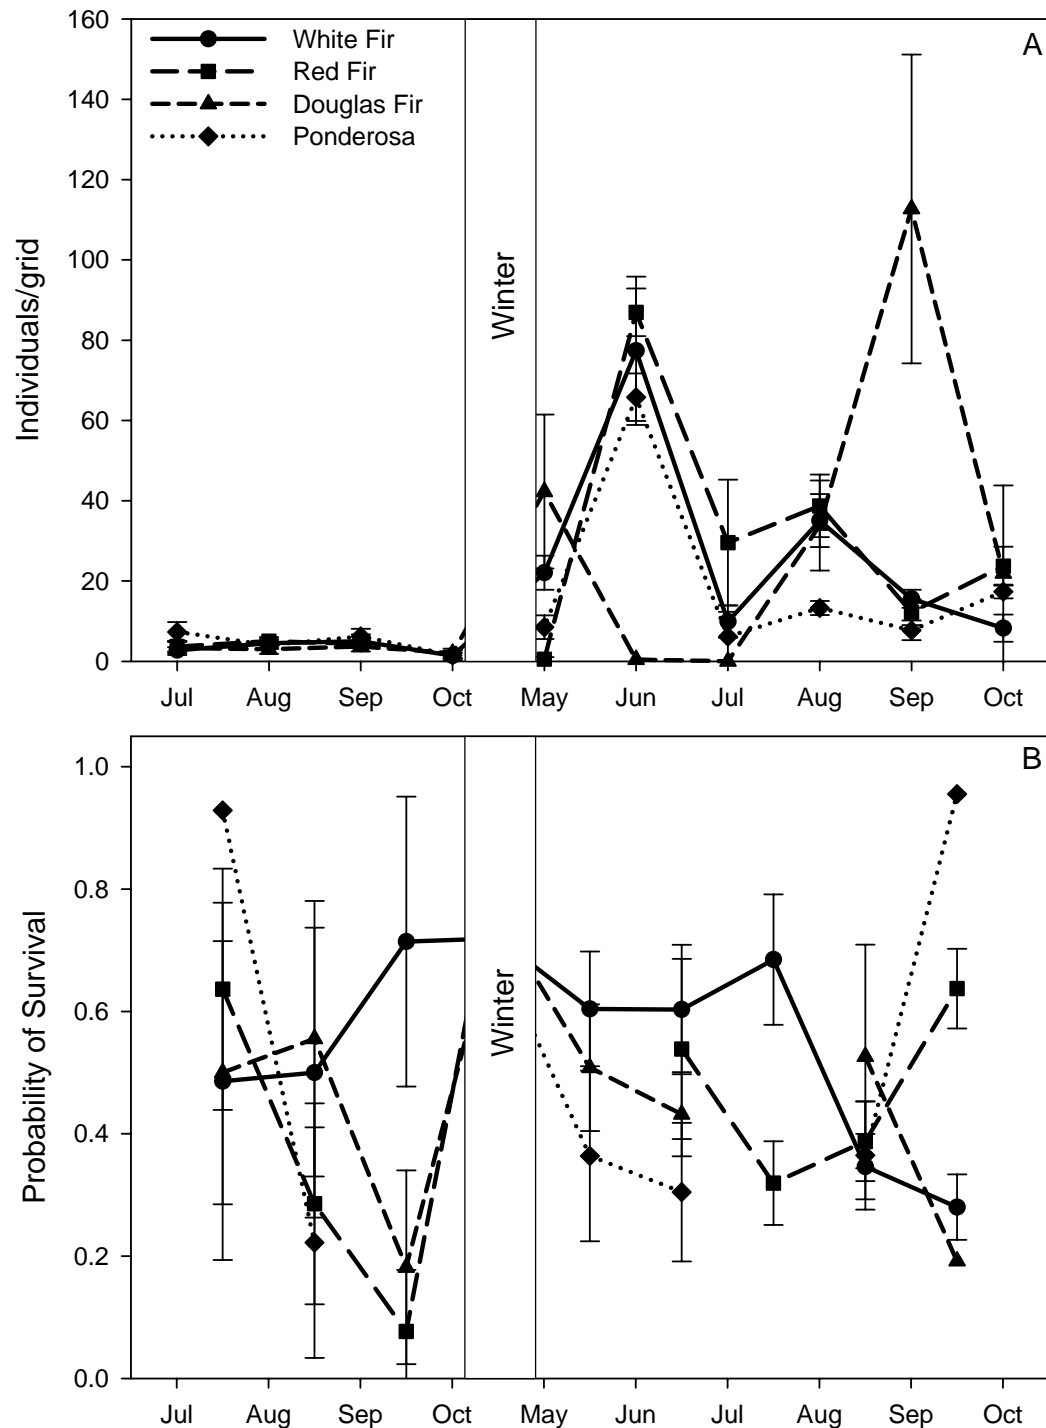 A
White Fir
Red Fir
Douglas Fir
Ponderosa
Individuals/grid
160
140
120
100
80
60
40
20
0
Winter
Jul Aug Sep Oct May Jun Jul Aug Sep Oct
B
Probability of Survival
1.0
0.8
0.6
0.4
0.2
0.0
Winter
Jul Aug Sep Oct May Jun Jul Aug Sep Oct